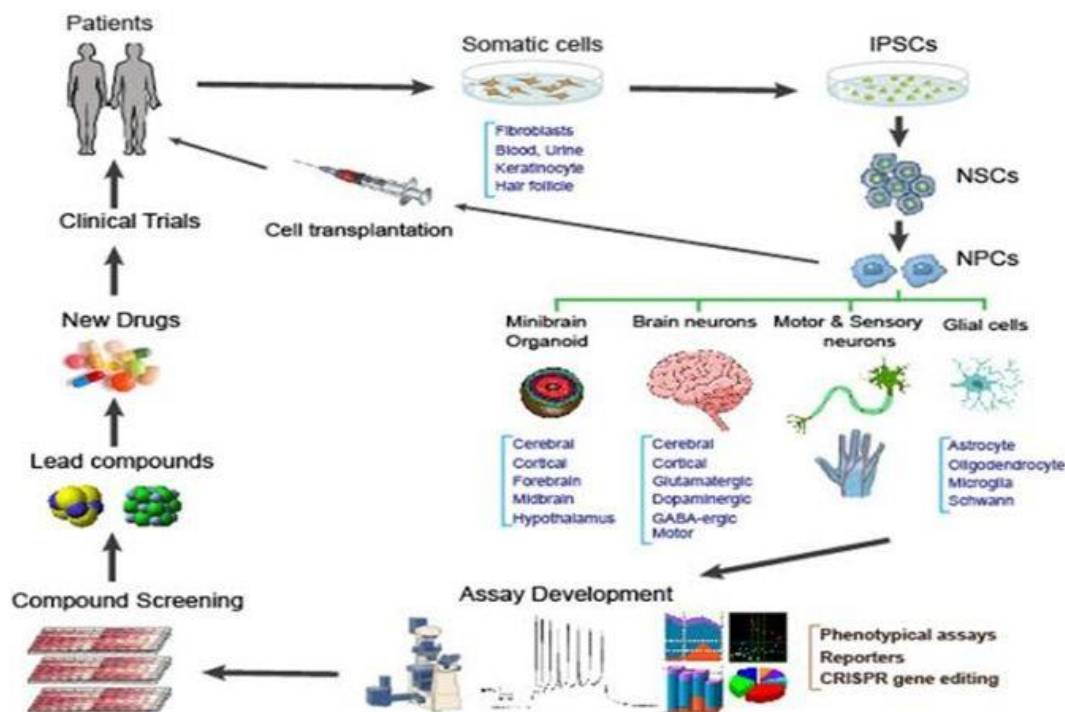 Patients
Somatic cells
IPSCs
Fibroblasts
Blood, Urine
Keratinocyte
Hair follicle
NSCs
Clinical Trials
Cell transplantation
NPCs
New Drugs
Minibrain
Organoid
Brain neurons
Motor & Sensory
neurons
Glial cells
Cerebral
Cortical
Forebrain
Midbrain
Hypothalamus
Cerebral
Cortical
Glutamatergic
Dopaminergic
GABA-ergic
Motor
Astrocyte
Oligodendrocyte
Microglia
Schwann
Lead compounds
Compound Screening
Assay Development
Phenotypical assays
Reporters
CRISPR gene editing